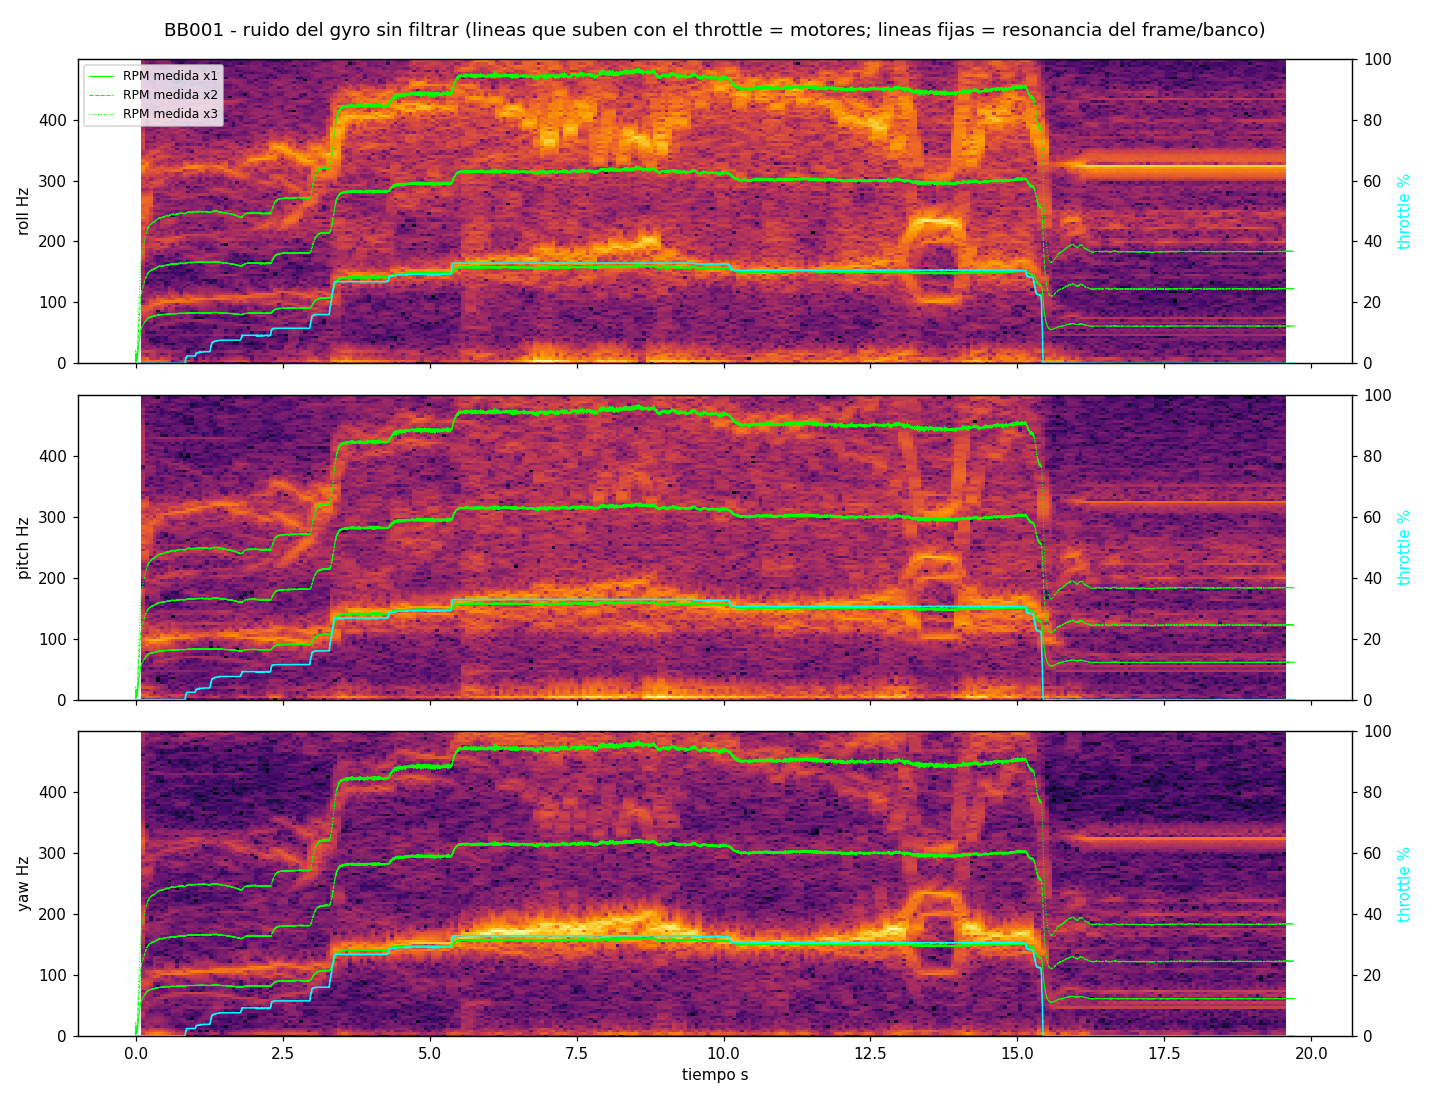 BB001 - ruido del gyro sin filtrar (lineas que suben con el throttle = motores; lineas fijas = resonancia del frame/banco)
RPM medida x1
RPM medida x2
RPM medida x3
400
300
200
100
0
roll Hz
100
80
60
40
20
0
throttle %
400
300
200
100
0
pitch Hz
100
80
60
40
20
0
throttle %
400
300
200
100
0
yaw Hz
100
80
60
40
20
0
throttle %
0.0 2.5 5.0 7.5 10.0 12.5 15.0 17.5 20.0
tiempo s